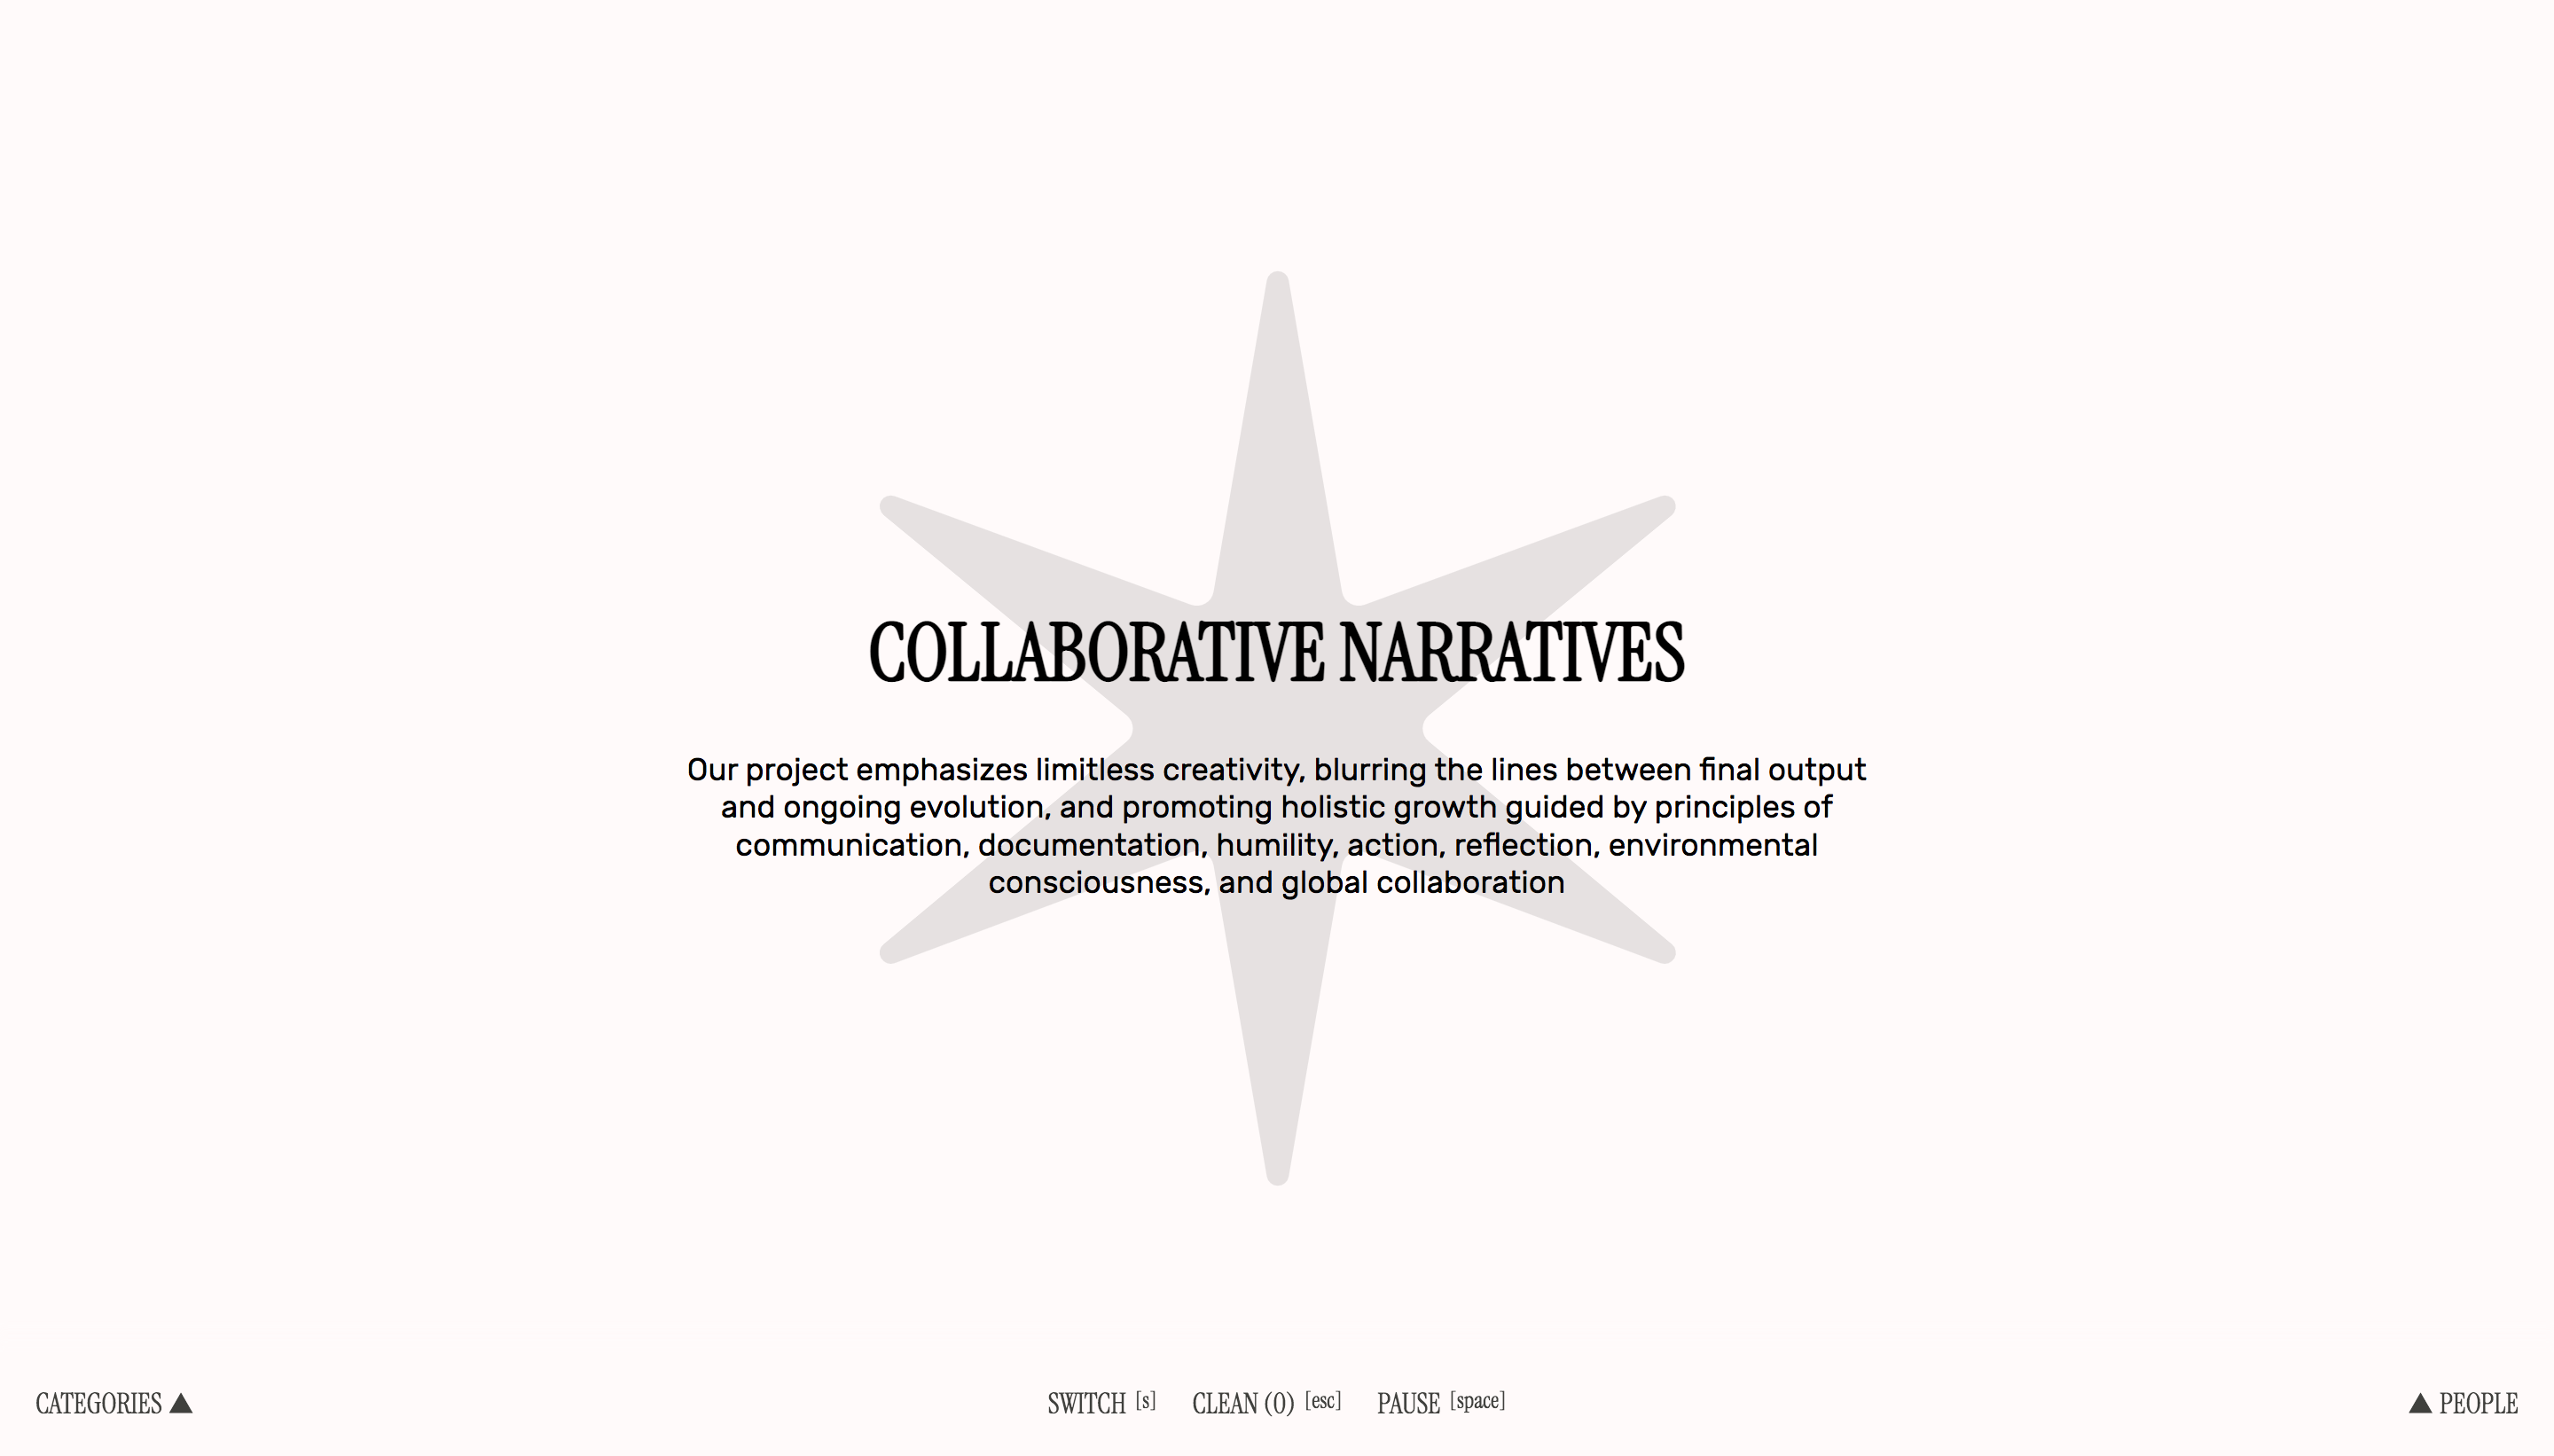 COLLABORATIVE NARRATIVES
Our project emphasizes limitless creativity, blurring the lines between final output
and ongoing evolution, and promoting holistic growth guided by principles of
communication, documentation, humility, action, reflection, environmental
consciousness, and global collaboration
CATEGORIES ▲
SWITCH [s] CLEAN (0) [esc] PAUSE [space]
▲ PEOPLE